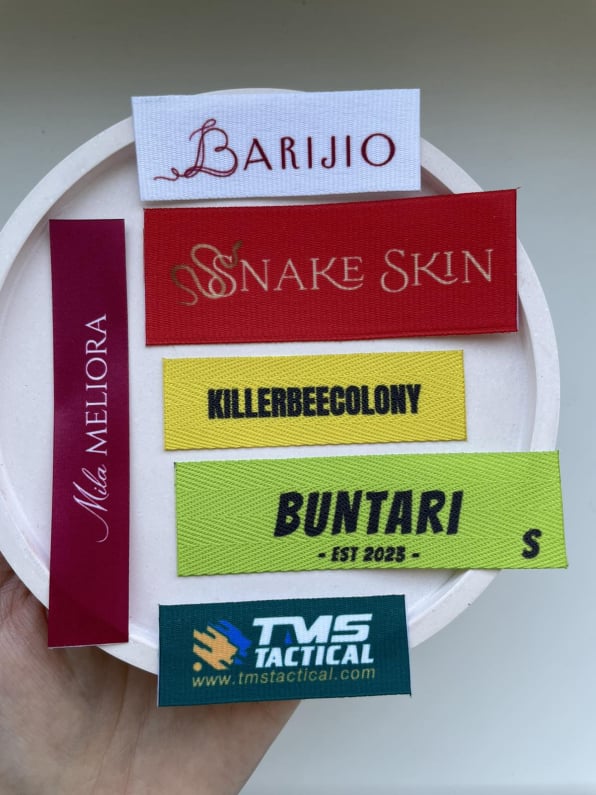 BARIJIO
SNAKE SKIN
Mila MELIORA
KILLERBEECOLONY
BUNTARI
- EST 2023 -
S
TMS
TACTICAL
www.tmstactical.com